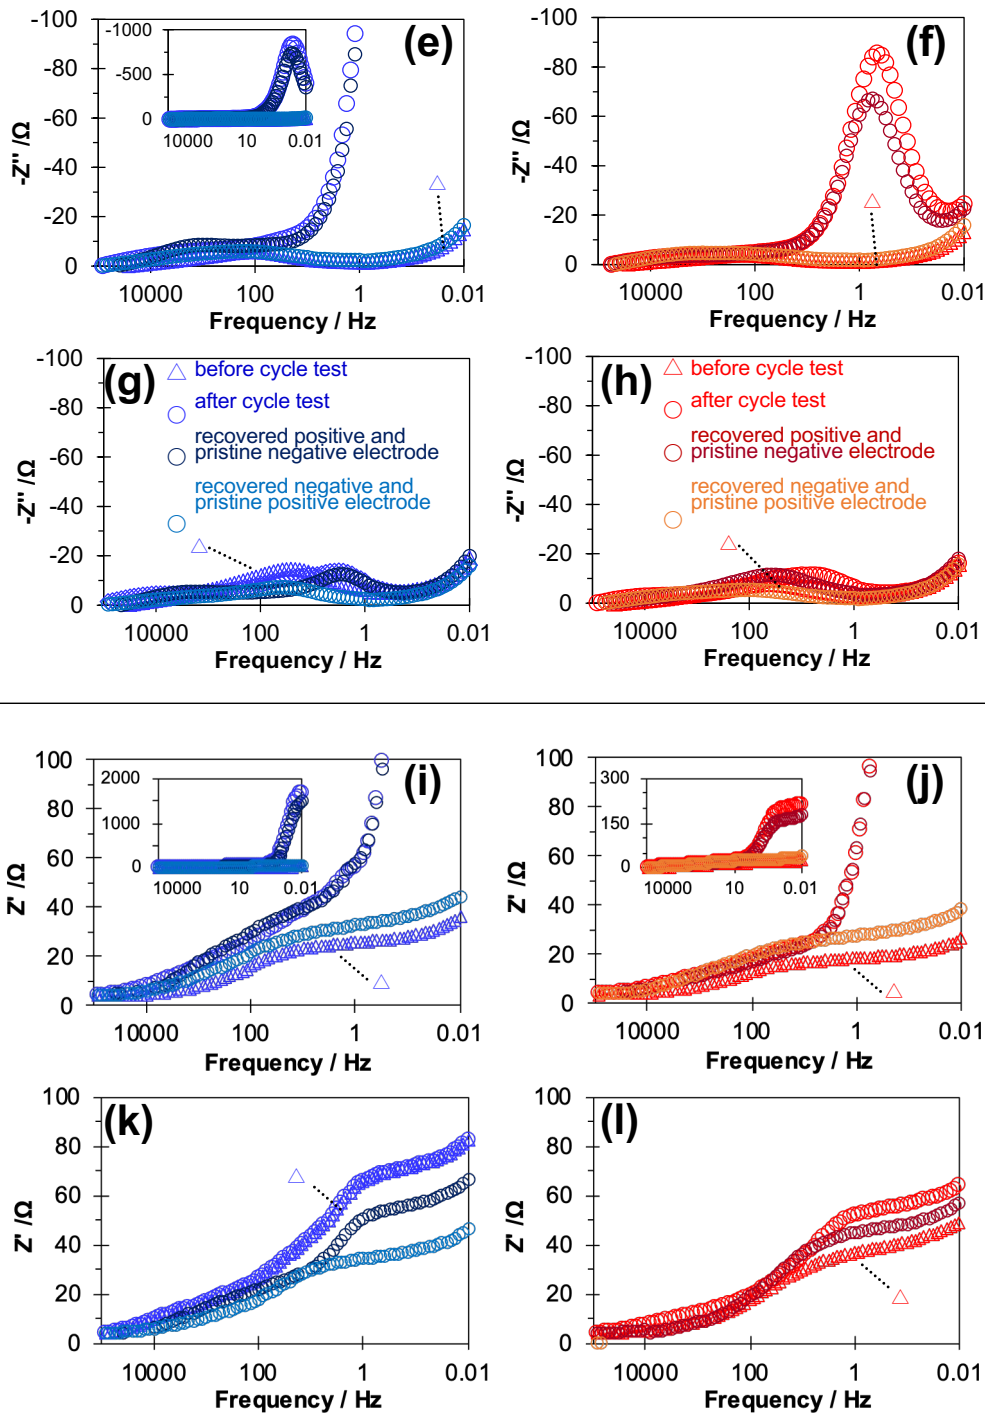 (e)
-Z'' /Ω
-100
-80
-60
-40
-20
0
-1000
-500
0
10000 10 0.01
10000 100 1 0.01
Frequency / Hz
(f)
-Z'' /Ω
-100
-80
-60
-40
-20
0
10000 100 1 0.01
Frequency / Hz
(g)
-Z'' /Ω
-100
-80
-60
-40
-20
0
before cycle test
after cycle test
recovered positive and
pristine negative electrode
recovered negative and
pristine positive electrode
10000 100 1 0.01
Frequency / Hz
(h)
-Z'' /Ω
-100
-80
-60
-40
-20
0
before cycle test
after cycle test
recovered positive and
pristine negative electrode
recovered negative and
pristine positive electrode
10000 100 1 0.01
Frequency / Hz
(i)
Z' /Ω
100
80
60
40
20
0
2000
1000
0
10000 10 0.01
10000 100 1 0.01
Frequency / Hz
(j)
Z' /Ω
100
80
60
40
20
0
300
150
0
10000 10 0.01
10000 100 1 0.01
Frequency / Hz
(k)
Z' /Ω
100
80
60
40
20
0
10000 100 1 0.01
Frequency / Hz
(l)
Z' /Ω
100
80
60
40
20
0
10000 100 1 0.01
Frequency / Hz